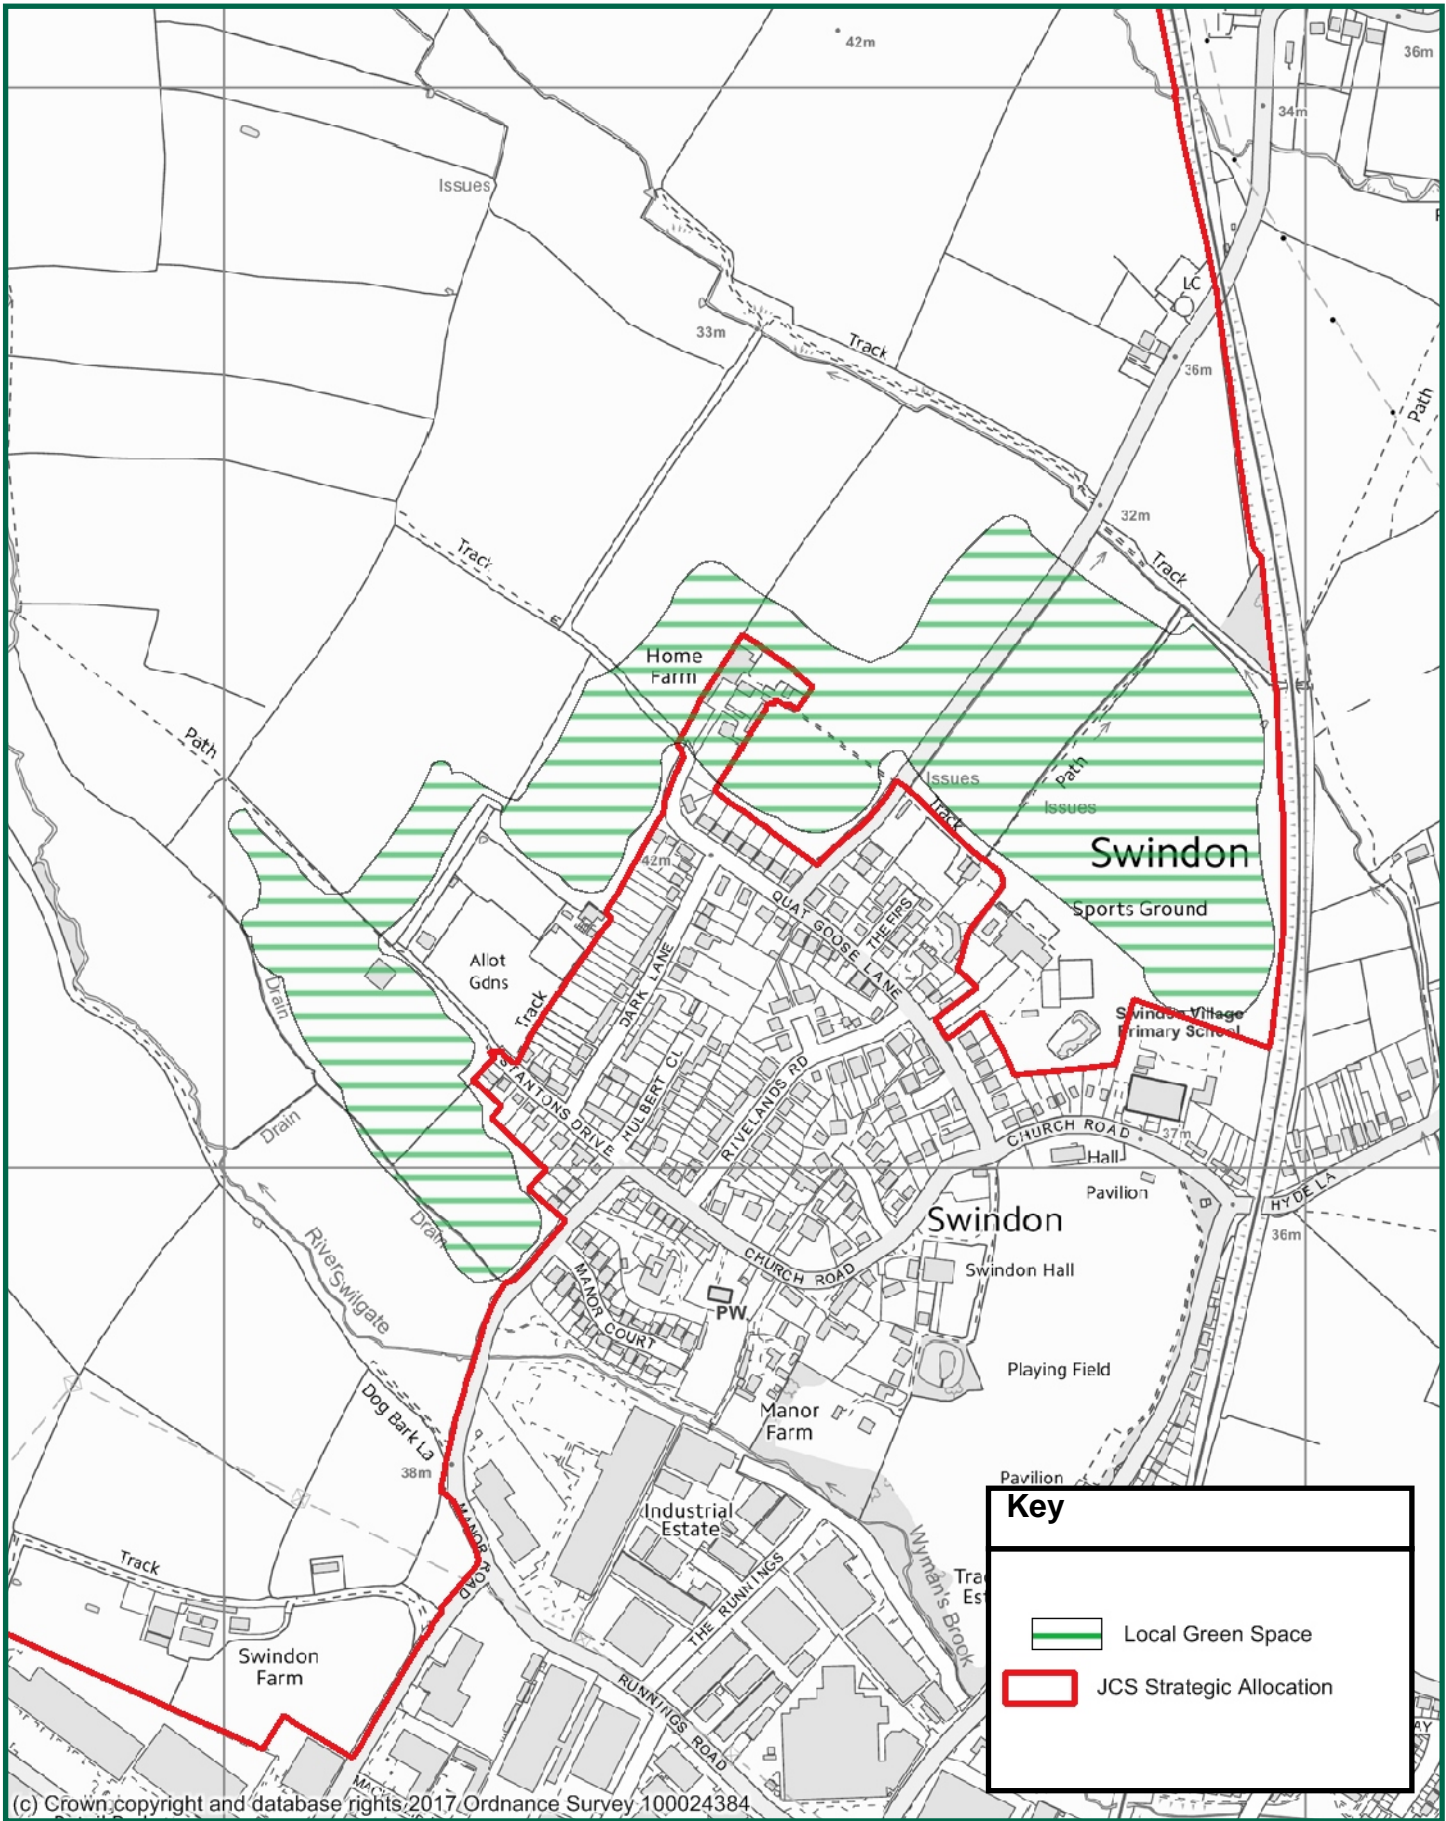 42m
36m
34m
Issues
LC
33m
Track
36m
Path
32m
Track
Track
Home
Farm
Path
Issues
Path
Issues
Track
Swindon
42m
Sports Ground
QUAT GOOSE LANE
THE FIRS
Allot
Gdns
DARK LANE
Track
Drain
Swindon Village
Primary School
STANTONS DRIVE
HULBERT CL
RIVELANDS RD
Drain
CHURCH ROAD
37m
Hall
Pavilion
HYDE LA
36m
Drain
Swindon
River Swilgate
CHURCH ROAD
Swindon Hall
MANOR COURT
PW
Playing Field
Dog Bark La
Manor
Farm
38m
Pavilion
MANOR ROAD
Industrial
Estate
Key
Wyman's Brook
Track
THE RUNNINGS
Local Green Space
Swindon
Farm
JCS Strategic Allocation
RUNNINGS ROAD
(c) Crown copyright and database rights 2017 Ordnance Survey 100024384